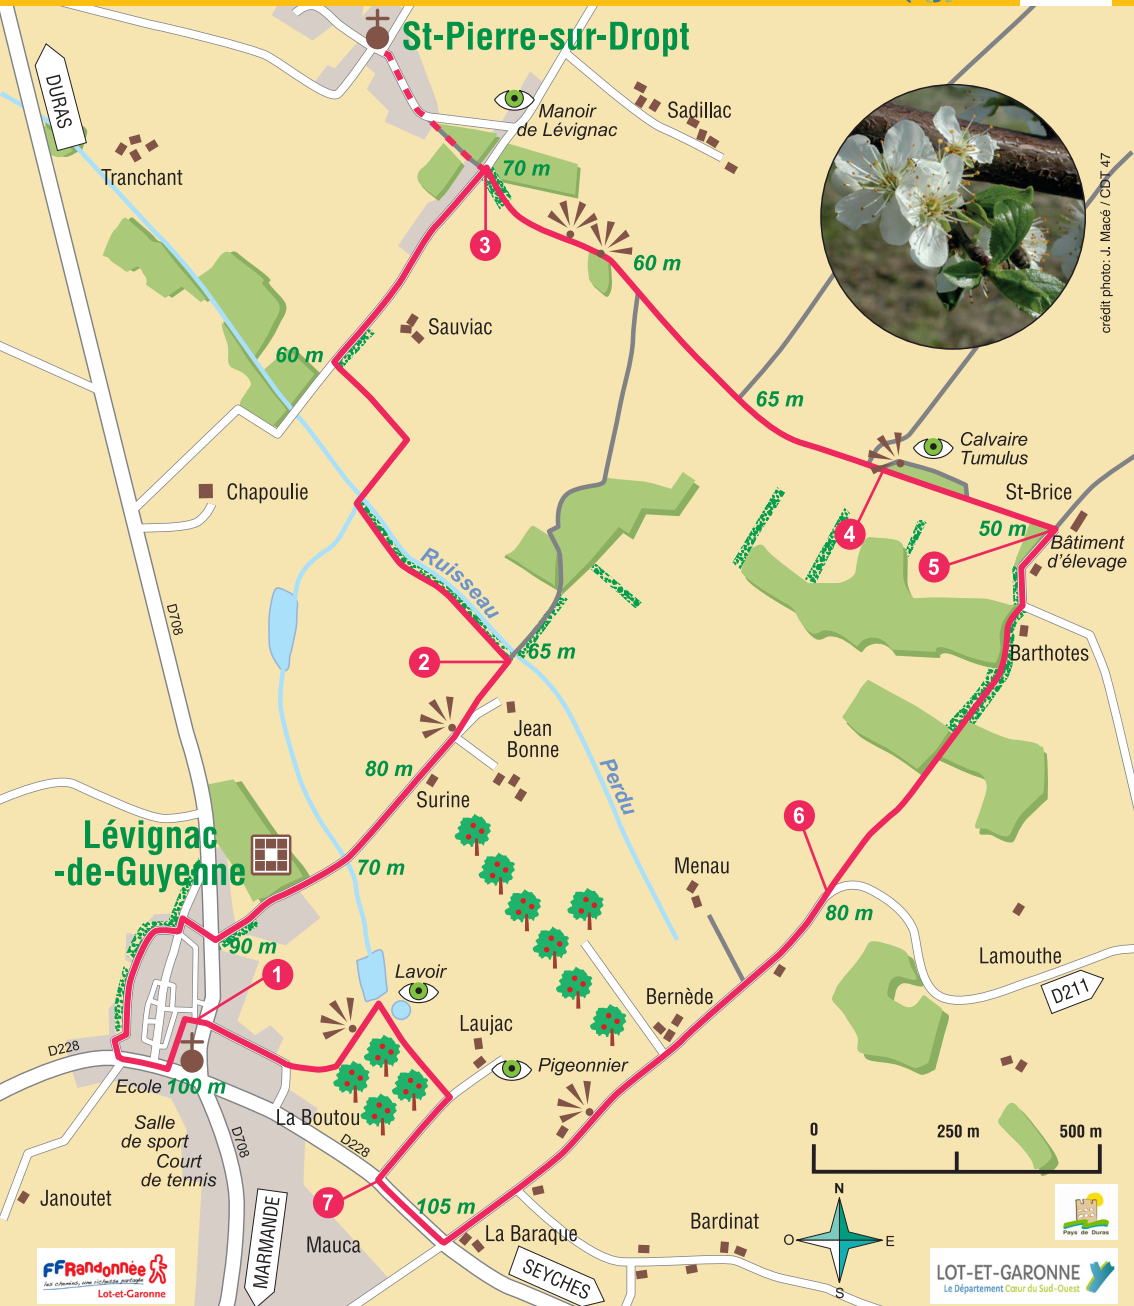 St-Pierre-sur-Dropt
DURAS
Manoir
de Lévignac
Sadillac
Tranchant
70 m
3
60 m
crédit photo: J. Macé / CDT 47
Sauviac
60 m
65 m
Calvaire
Tumulus
Chapoulie
St-Brice
4
50 m
5
Bâtiment
d'élevage
Ruisseau
D708
2
65 m
Barthotes
Jean
Bonne
80 m
Surine
Perdu
Lévignac
-de-Guyenne
6
70 m
Menau
80 m
90 m
Lamouthe
1
Lavoir
D211
Bernède
Laujac
D228
Pigeonnier
Ecole
100 m
La Boutou
Salle
de sport
Court
de tennis
D708
D228
0
250 m
500 m
Janoutet
7
105 m
MARMANDE
Mauca
La Baraque
Bardinat
SEYCHES
N
O
E
S
Pays de Duras
FFRandonnée
les chemins, une richesse partagée
Lot-et-Garonne
LOT-ET-GARONNE
Le Département Cœur du Sud-Ouest